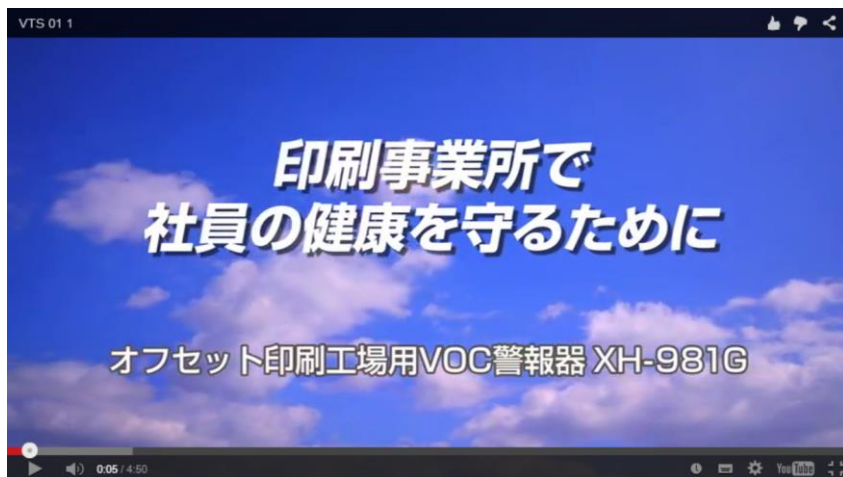 VTS 01 1
印刷事業所で
社員の健康を守るために
オフセット印刷工場用VOC警報器 XH-981G
0:05 / 4:50
YouTube